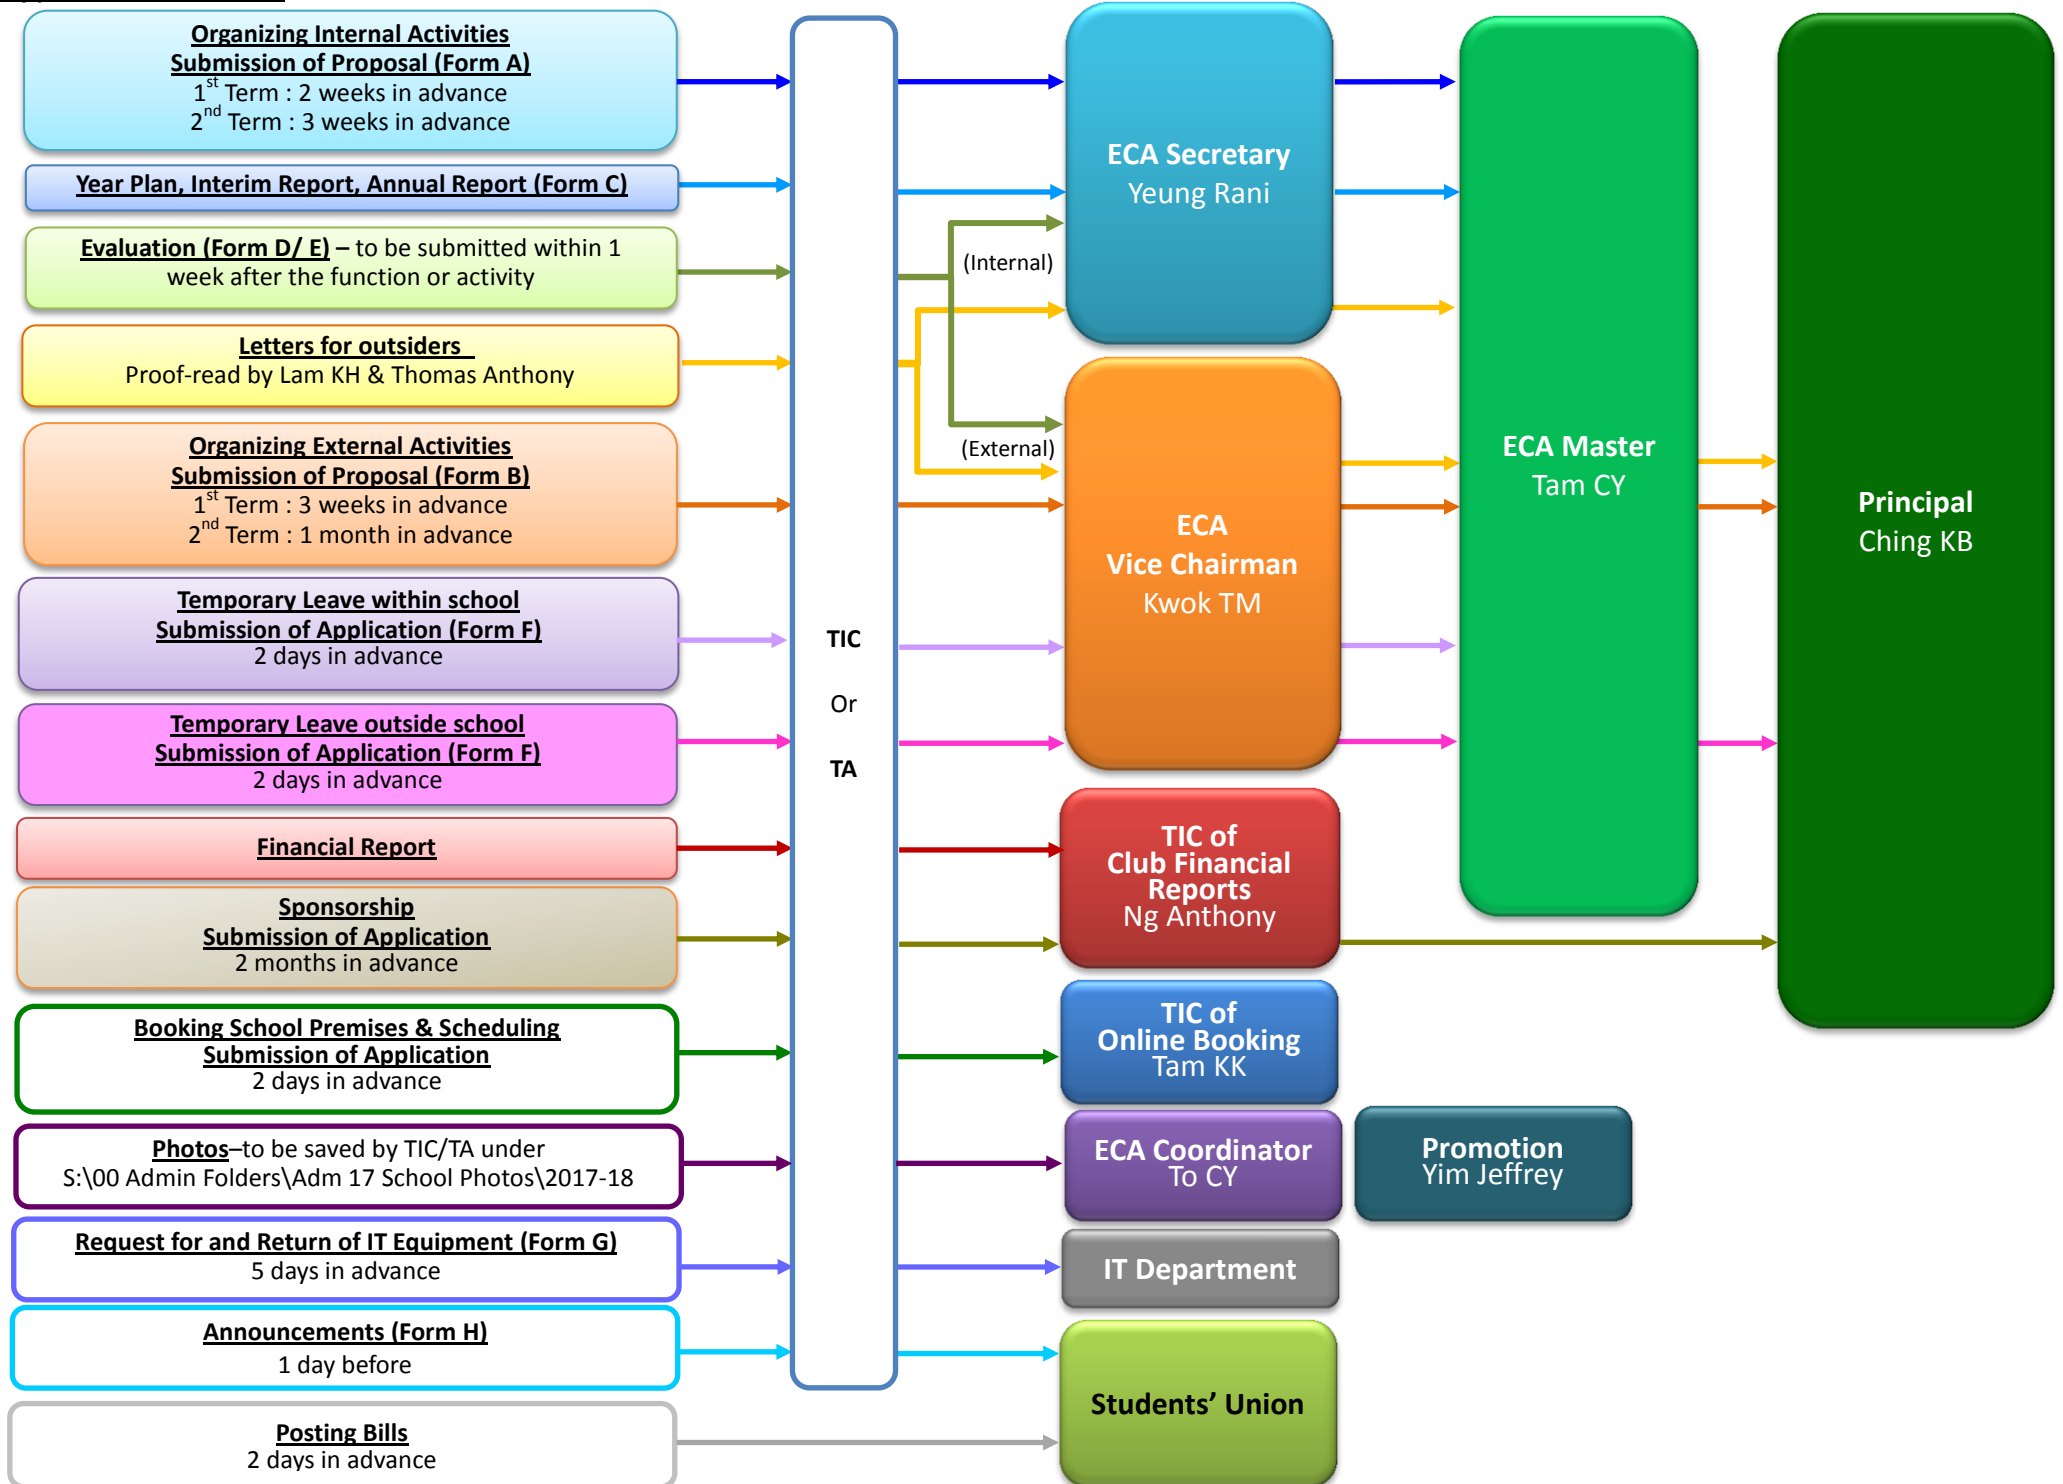 Organizing Internal Activities
Submission of Proposal (Form A)
1st Term : 2 weeks in advance
2nd Term : 3 weeks in advance
Year Plan, Interim Report, Annual Report (Form C)
Evaluation (Form D/ E) – to be submitted within 1
week after the function or activity
Letters for outsiders
Proof-read by Lam KH & Thomas Anthony
Organizing External Activities
Submission of Proposal (Form B)
1st Term : 3 weeks in advance
2nd Term : 1 month in advance
Temporary Leave within school
Submission of Application (Form F)
2 days in advance
Temporary Leave outside school
Submission of Application (Form F)
2 days in advance
Financial Report
Sponsorship
Submission of Application
2 months in advance
Booking School Premises & Scheduling
Submission of Application
2 days in advance
Photos–to be saved by TIC/TA under
S:\00 Admin Folders\Adm 17 School Photos\2017-18
Request for and Return of IT Equipment (Form G)
5 days in advance
Announcements (Form H)
1 day before
Posting Bills
2 days in advance
TIC
Or
TA
(Internal)
(External)
ECA Secretary
Yeung Rani
ECA
Vice Chairman
Kwok TM
TIC of
Club Financial
Reports
Ng Anthony
TIC of
Online Booking
Tam KK
ECA Coordinator
To CY
Promotion
Yim Jeffrey
IT Department
Students’ Union
ECA Master
Tam CY
Principal
Ching KB